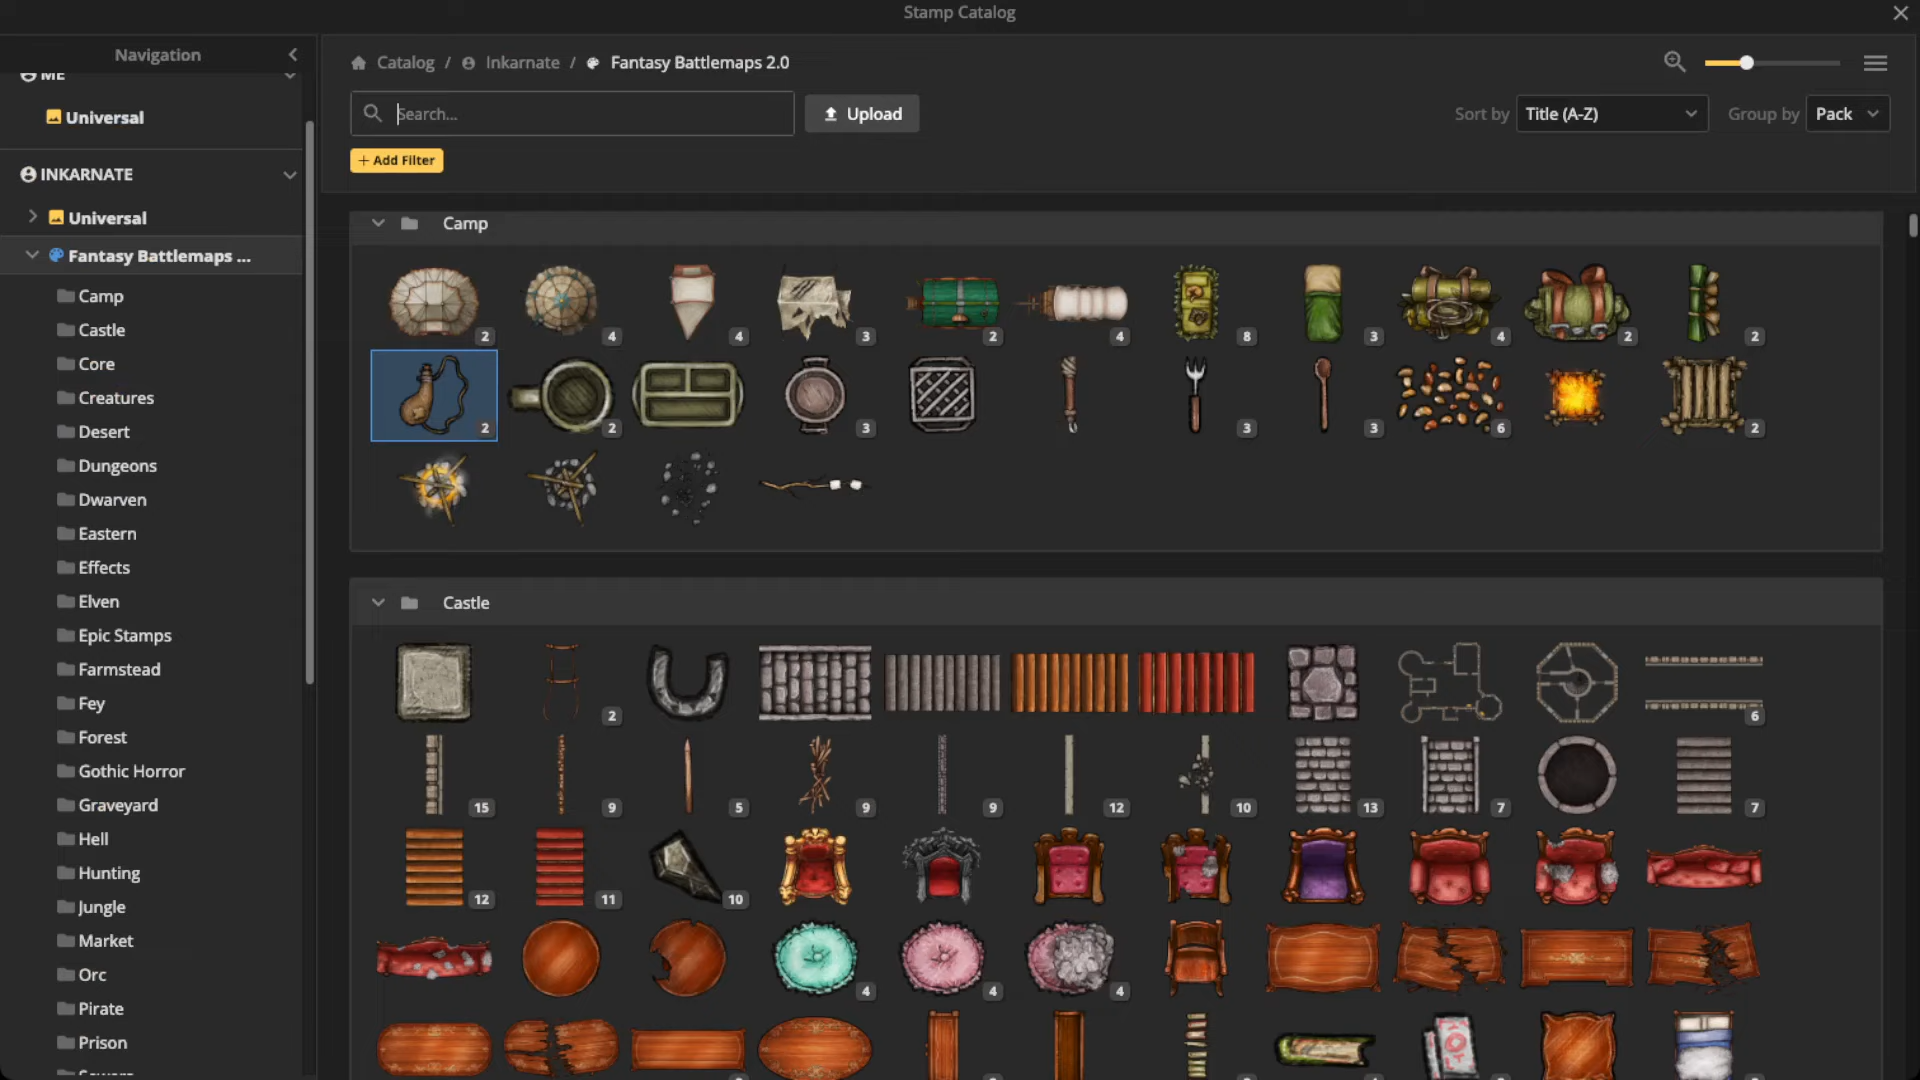 Stamp Catalog
Navigation
ME
Universal
INKARNATE
Universal
Fantasy Battlemaps ...
Camp
Castle
Core
Creatures
Desert
Dungeons
Dwarven
Eastern
Effects
Elven
Epic Stamps
Farmstead
Fey
Forest
Gothic Horror
Graveyard
Hell
Hunting
Jungle
Market
Orc
Pirate
Prison
Catalog / Inkarnate / Fantasy Battlemaps 2.0
Search...
Upload
Sort by Title (A-Z) Group by Pack
+ Add Filter
Camp
2 4 4 3 2 4 8 3 4 2 2
2 2 3 3 3 6 2
Castle
2 6
15 9 5 9 9 12 10 13 7 7
12 11 10
4 4 4